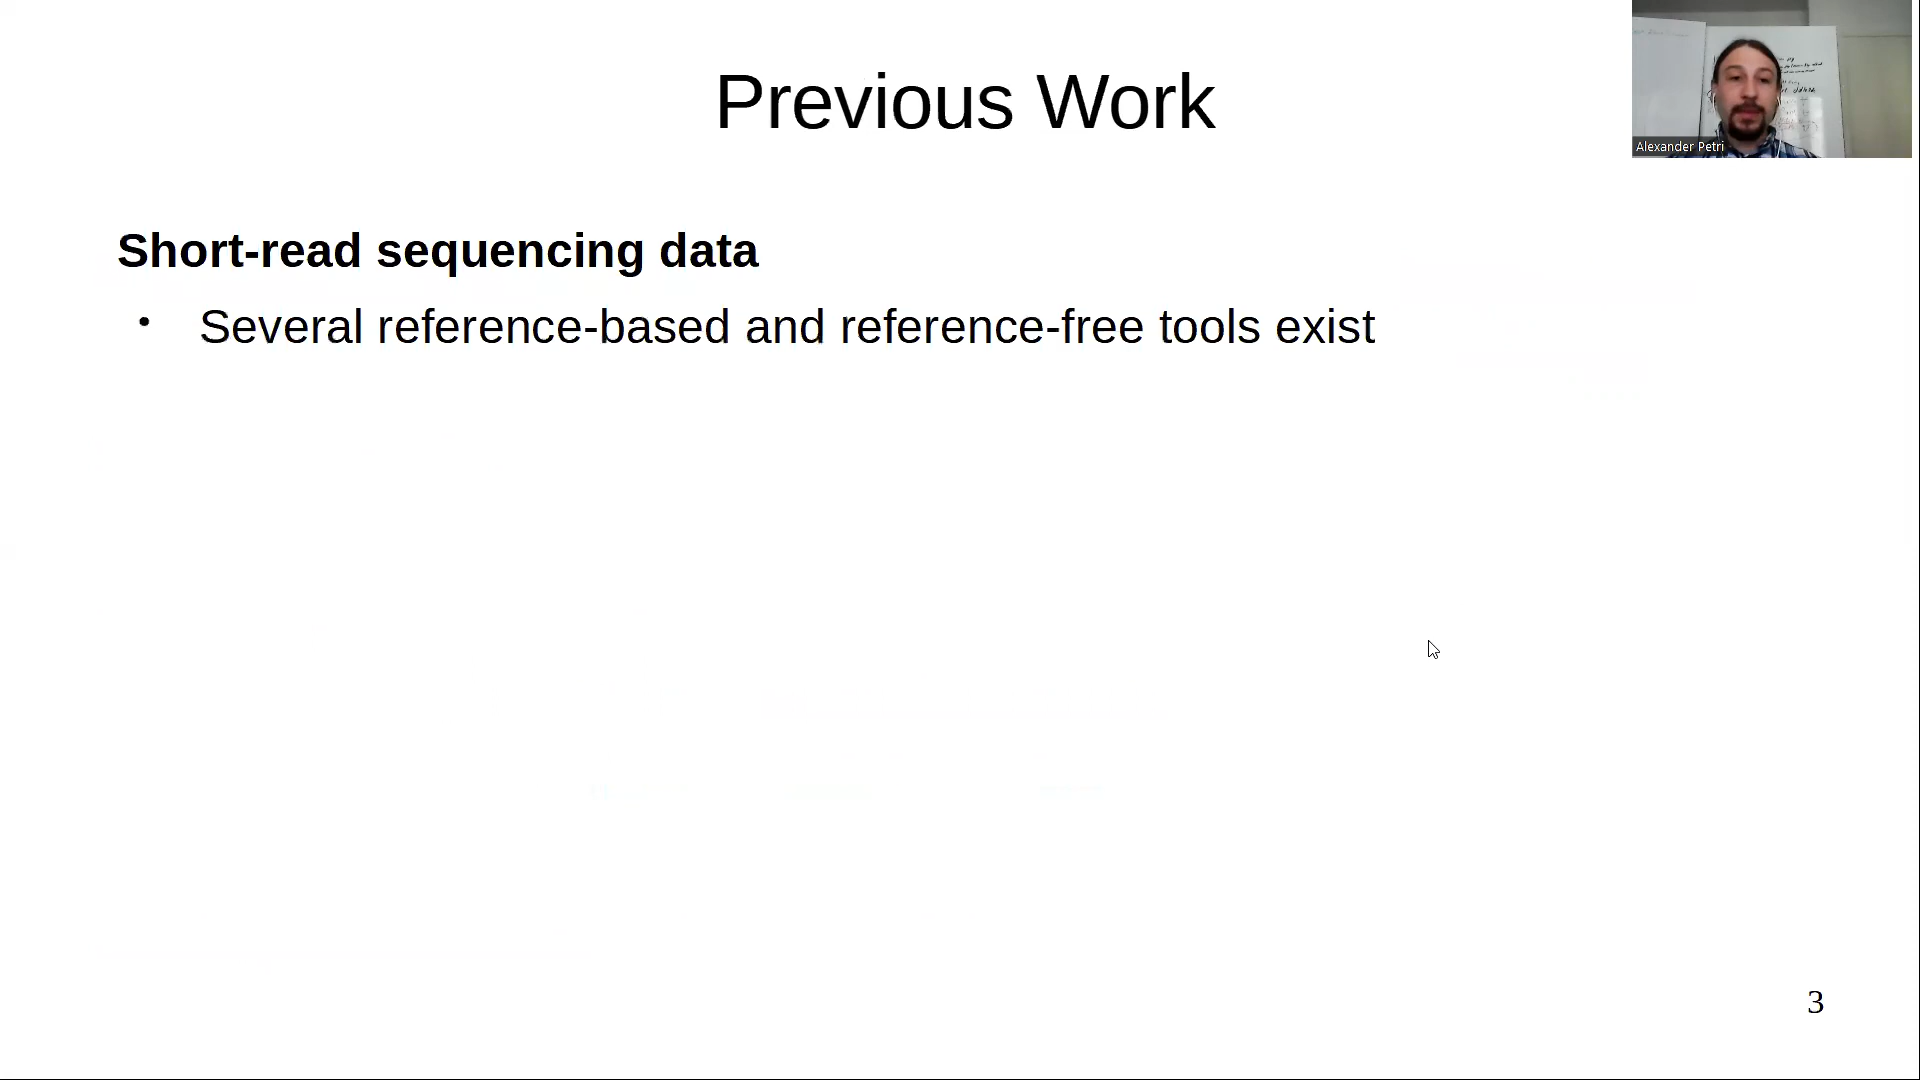 Previous Work
Alexander Petri
Short-read sequencing data
• Several reference-based and reference-free tools exist
3